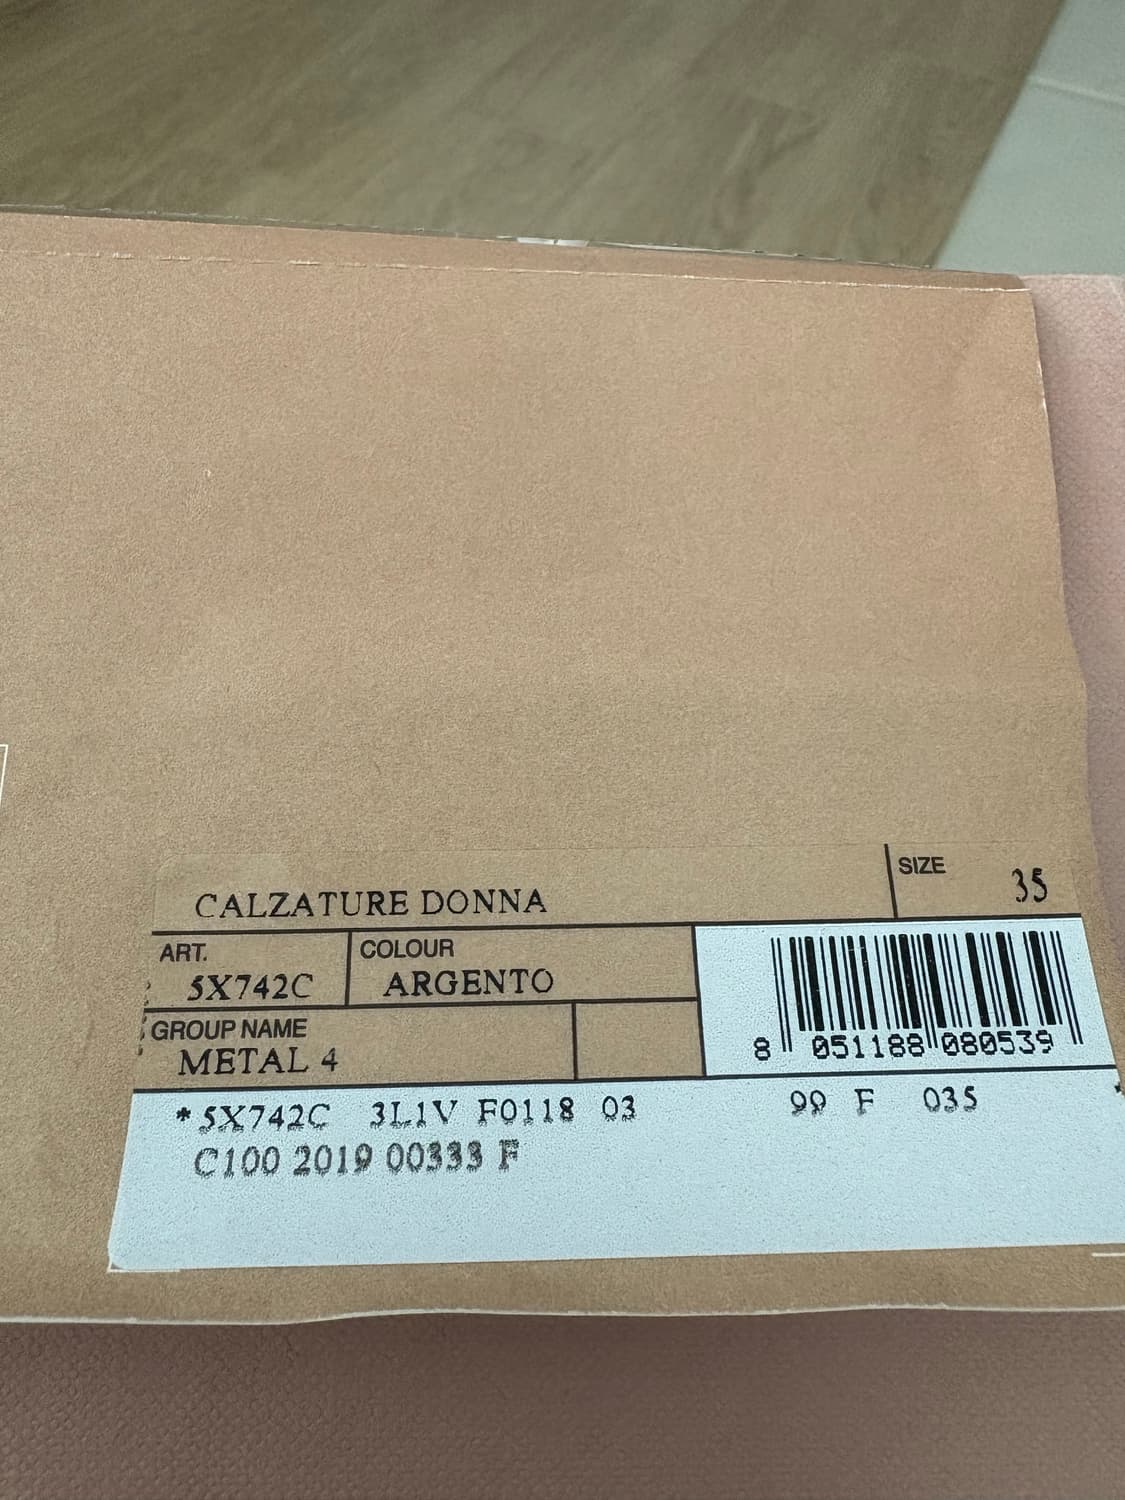 CALZATURE DONNA
SIZE
35
ART.
5X742C
COLOUR
ARGENTO
GROUP NAME
METAL 4
8 051188 080539
*5X742C 3L1V F0118 03 99 F 035
C100 2019 00333 F